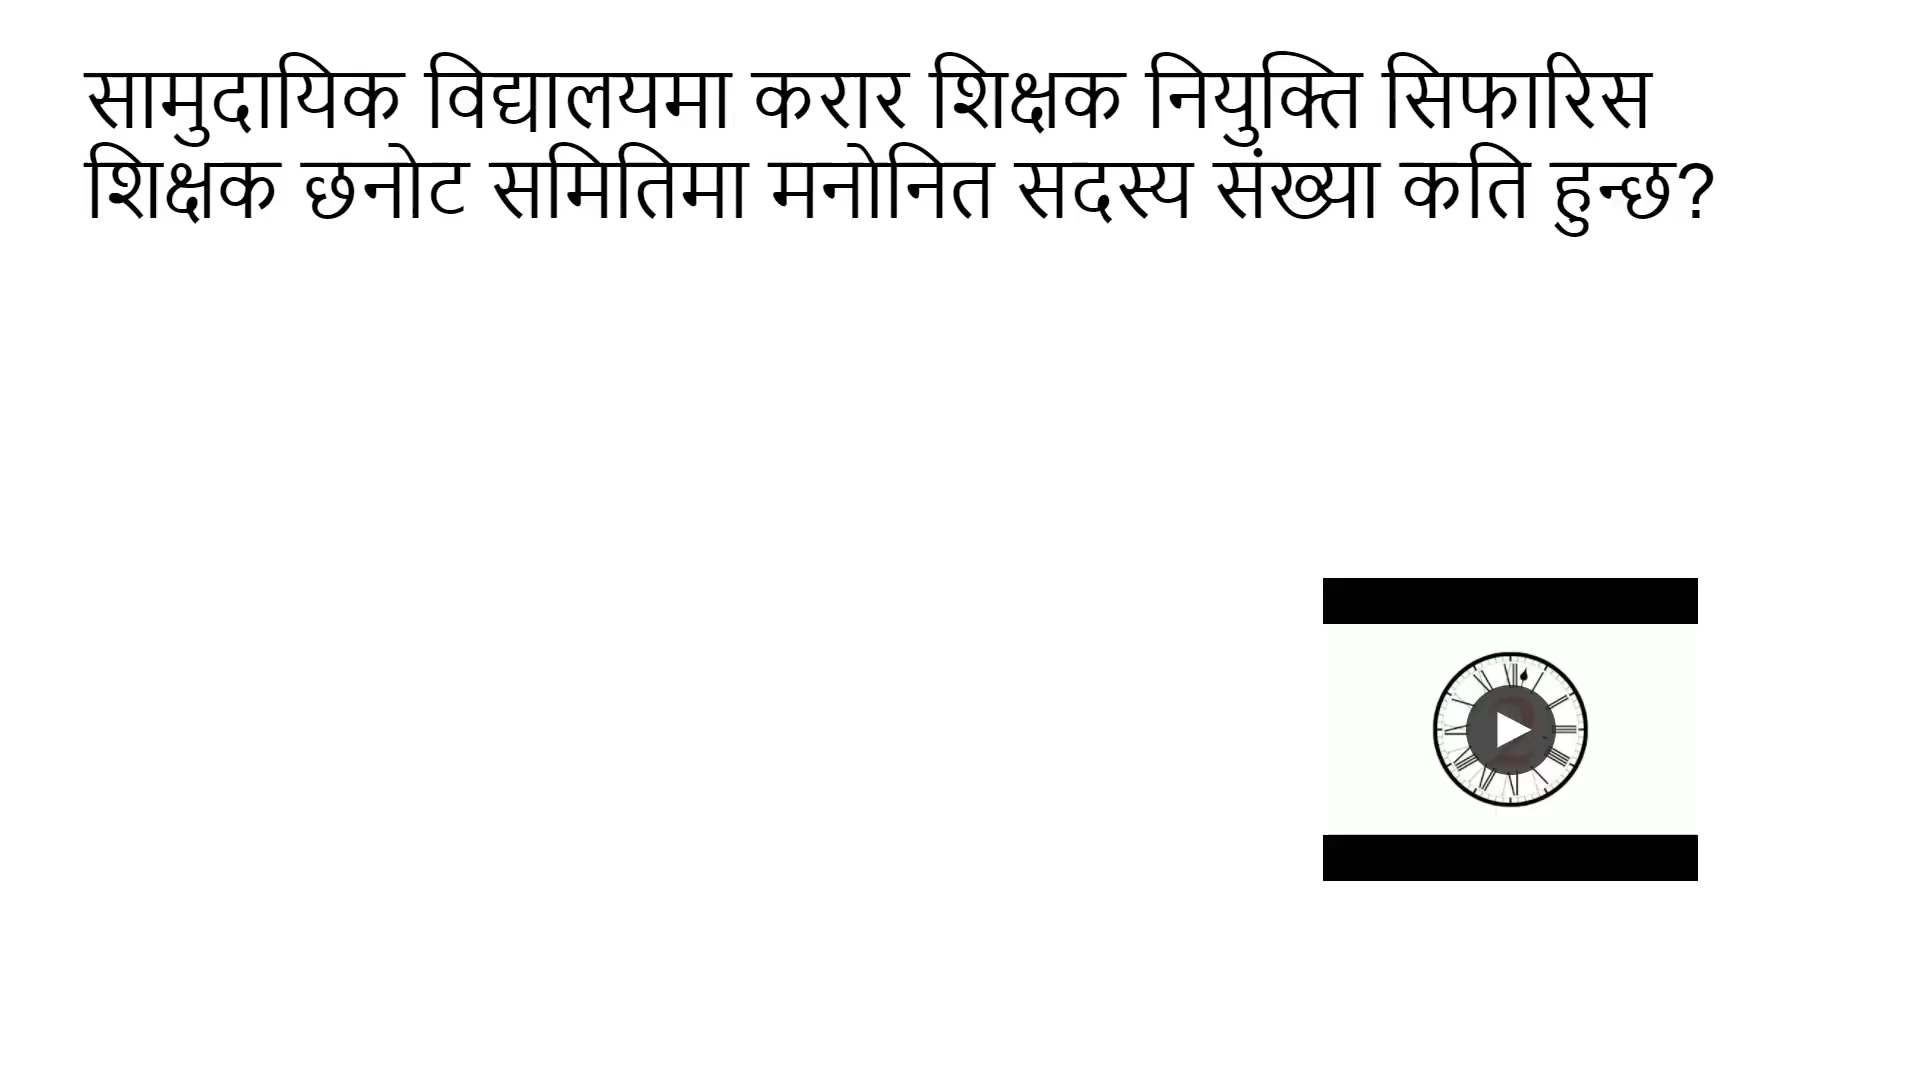 सामुदायिक विद्यालयमा करार शिक्षक नियुक्ति सिफारिस
शिक्षक छनोट समितिमा मनोनित सदस्य संख्या कति हुन्छ?